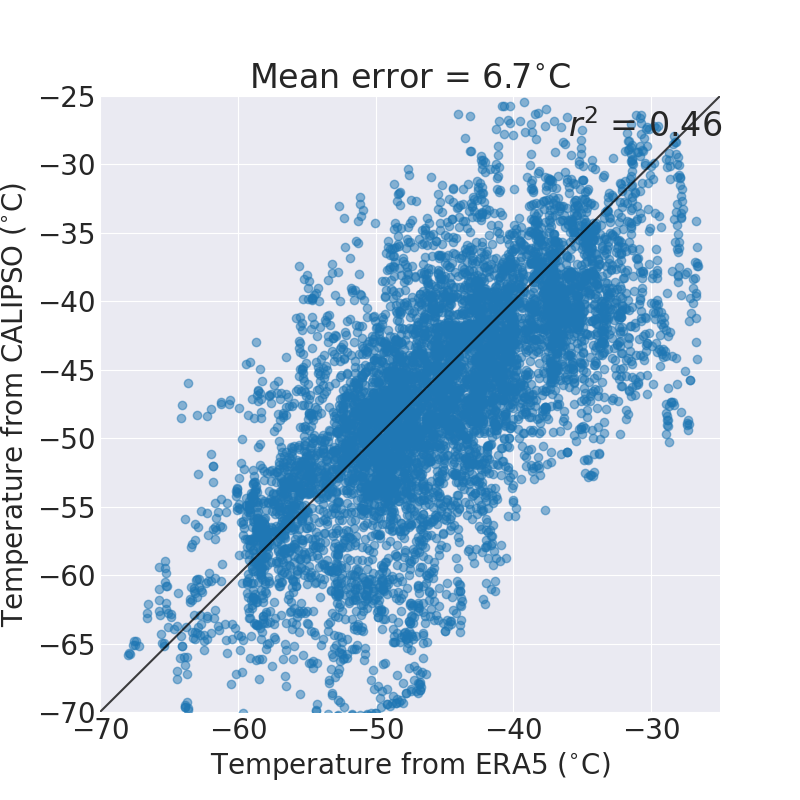 Mean error = 6.7°C
r² = 0.46
Temperature from CALIPSO (°C)
−25
−30
−35
−40
−45
−50
−55
−60
−65
−70
−70 −60 −50 −40 −30
Temperature from ERA5 (°C)